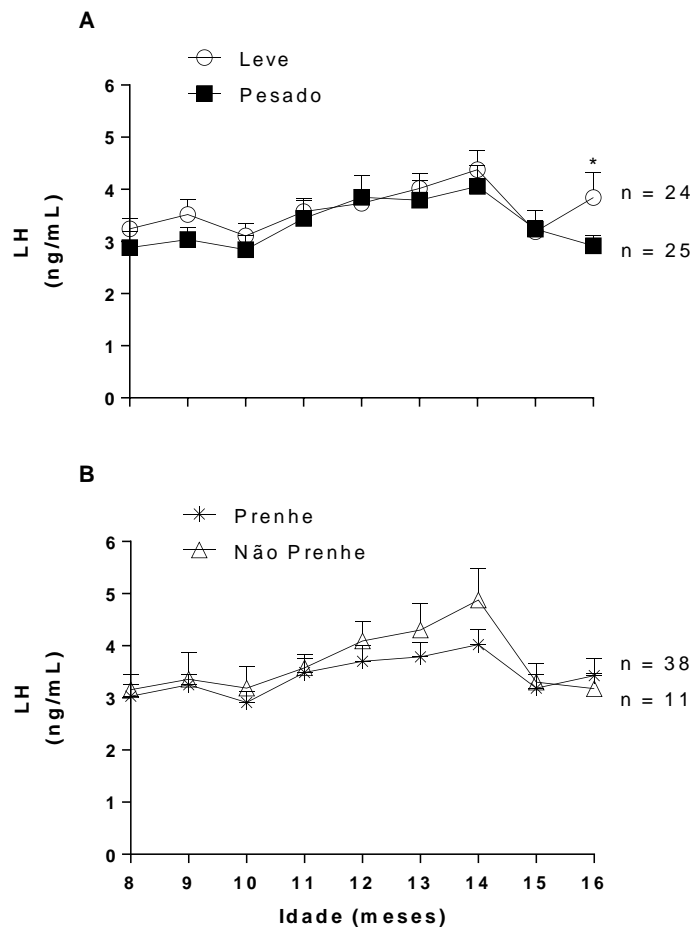 A
Leve
Pesado
6
5
4
3
2
1
0
LH
(ng/mL)
*
n = 24
n = 25
B
Prenhe
Não Prenhe
6
5
4
3
2
1
0
LH
(ng/mL)
n = 38
n = 11
8 9 10 11 12 13 14 15 16
Idade (meses)